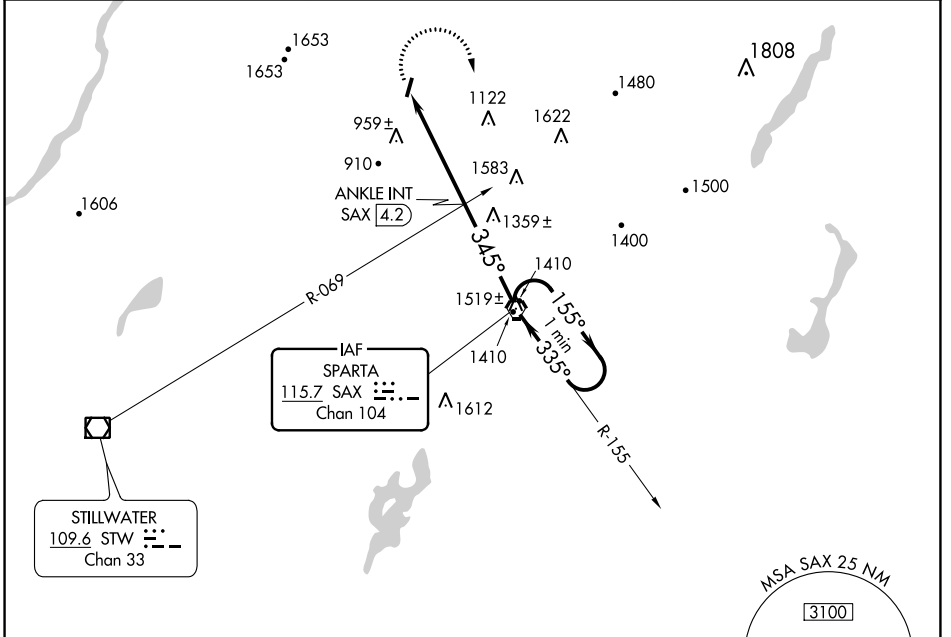 1653
1653
1808
1480
1122
959±
1622
910
1583
1500
ANKLE INT
SAX 4.2
1606
1359±
1400
345°
1410
R-069
1519±
155°
1 min
335°
1410
IAF
SPARTA
115.7 SAX
Chan 104
1612
R-155
STILLWATER
109.6 STW
Chan 33
MSA SAX 25 NM
3100